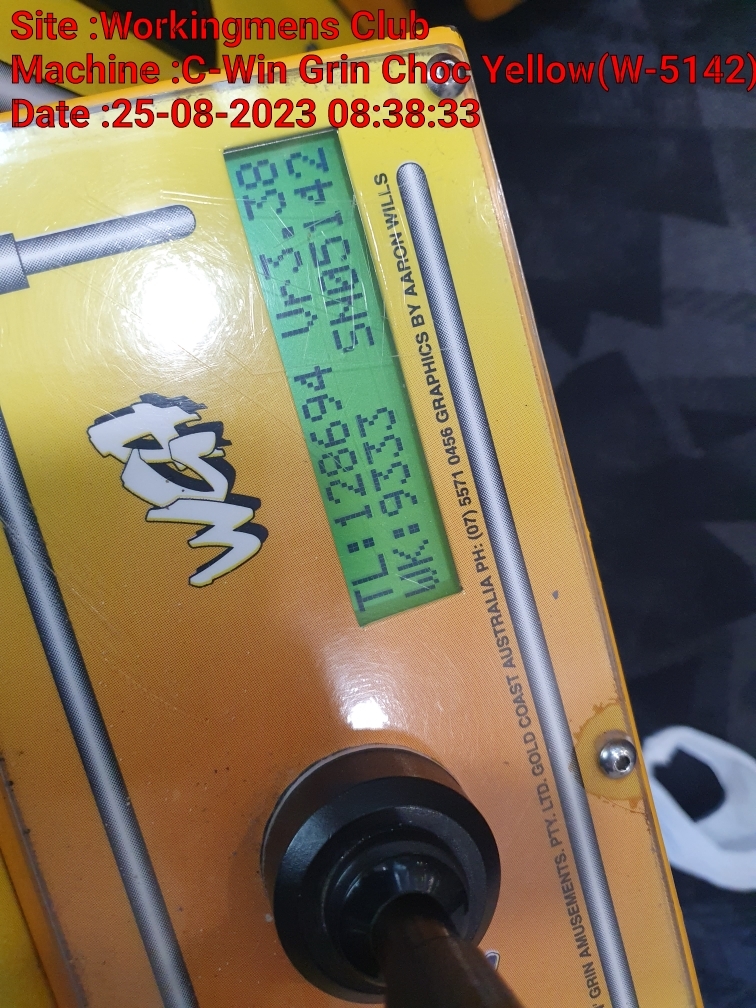 Site :Workingmens Club
Machine :C-Win Grin Choc Yellow(W-5142)
Date :25-08-2023 08:38:33
TL:128694 VR3.38
WK:9333 SW05142
GRIN AMUSEMENTS. PTY. LTD. GOLD COAST AUSTRALIA PH: (07) 5571 0456 GRAPHICS BY AARON WILLS